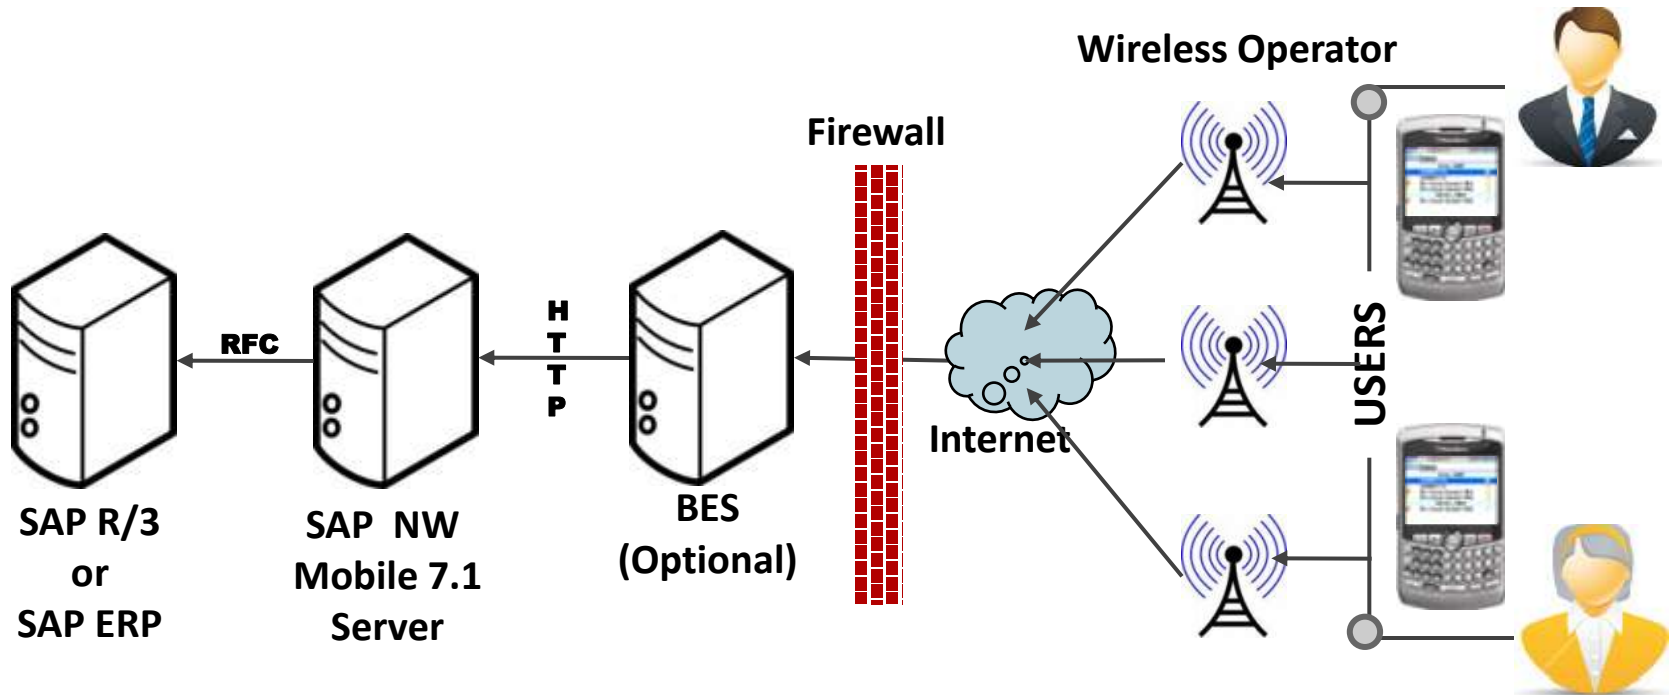 Wireless Operator
Firewall
H
T
T
P
RFC
USERS
Internet
SAP R/3
or
SAP ERP
SAP NW
Mobile 7.1
Server
BES
(Optional)